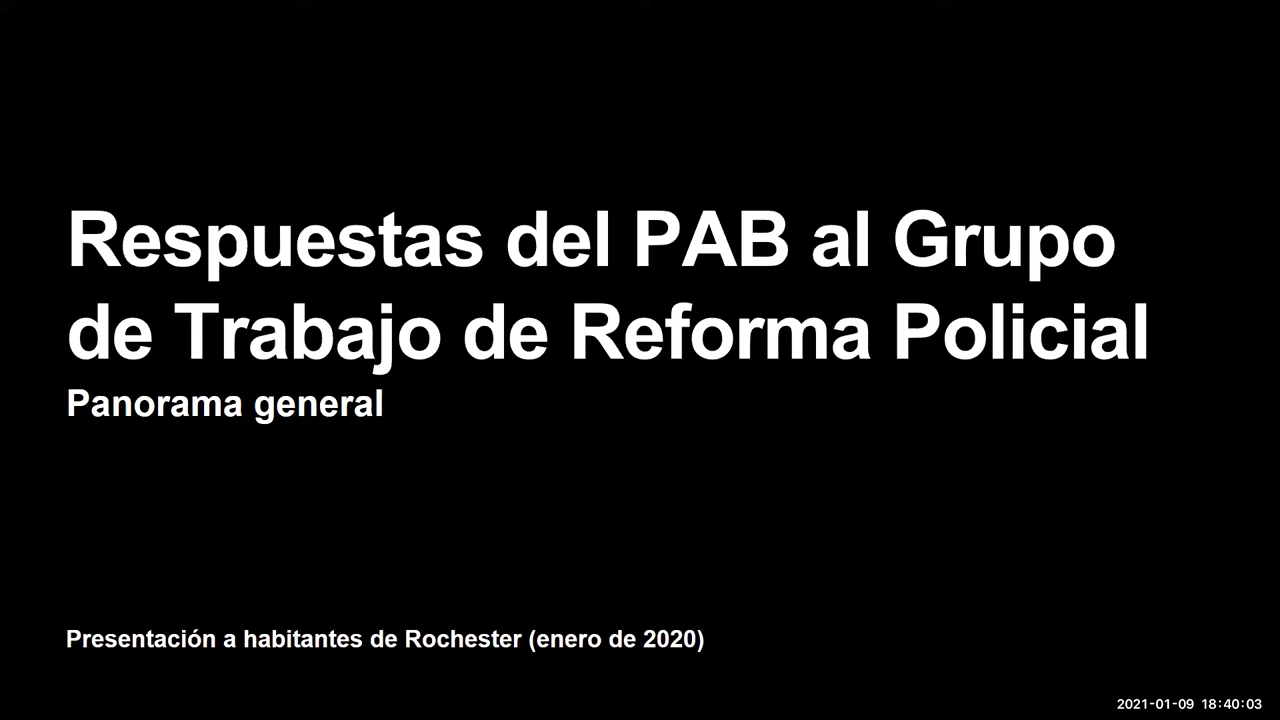 Respuestas del PAB al Grupo
de Trabajo de Reforma Policial
Panorama general
Presentación a habitantes de Rochester (enero de 2020)
2021-01-09 18:40:03